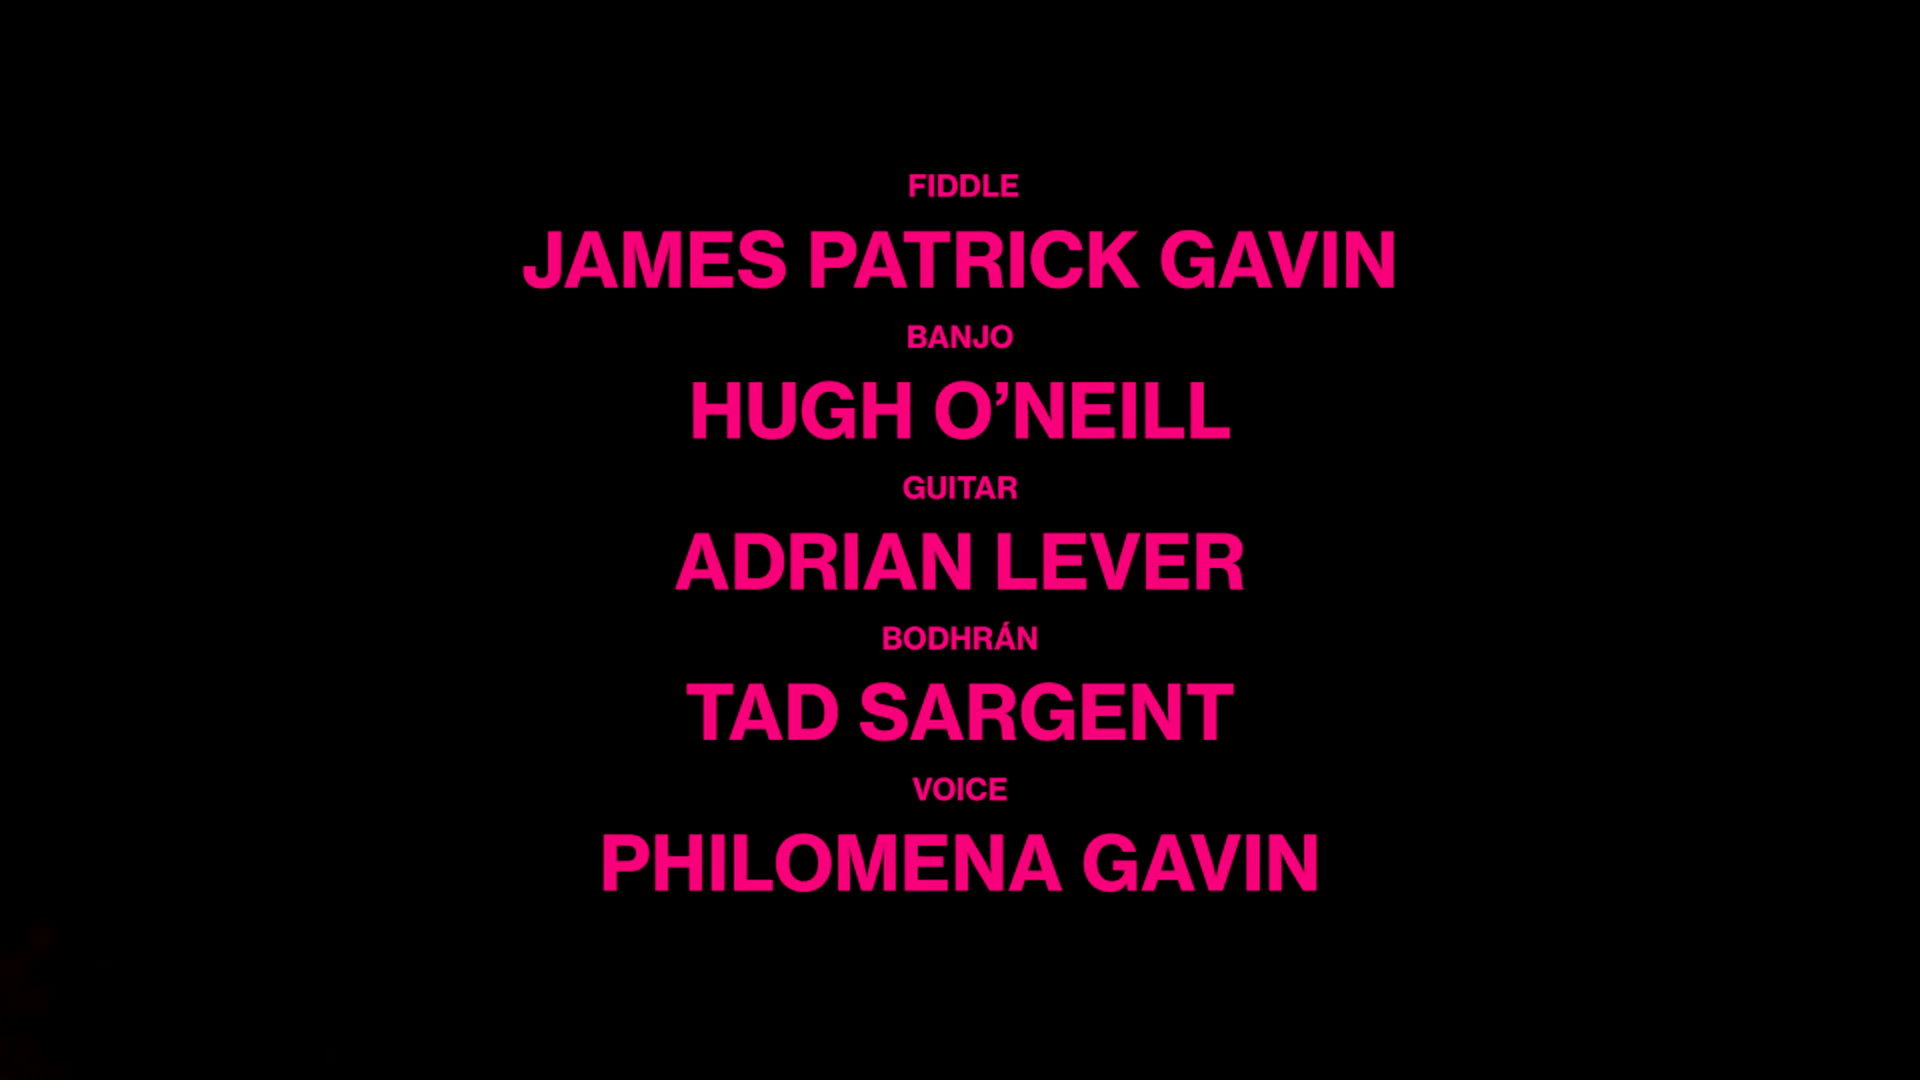 FIDDLE
JAMES PATRICK GAVIN
BANJO
HUGH O’NEILL
GUITAR
ADRIAN LEVER
BODHRÁN
TAD SARGENT
VOICE
PHILOMENA GAVIN